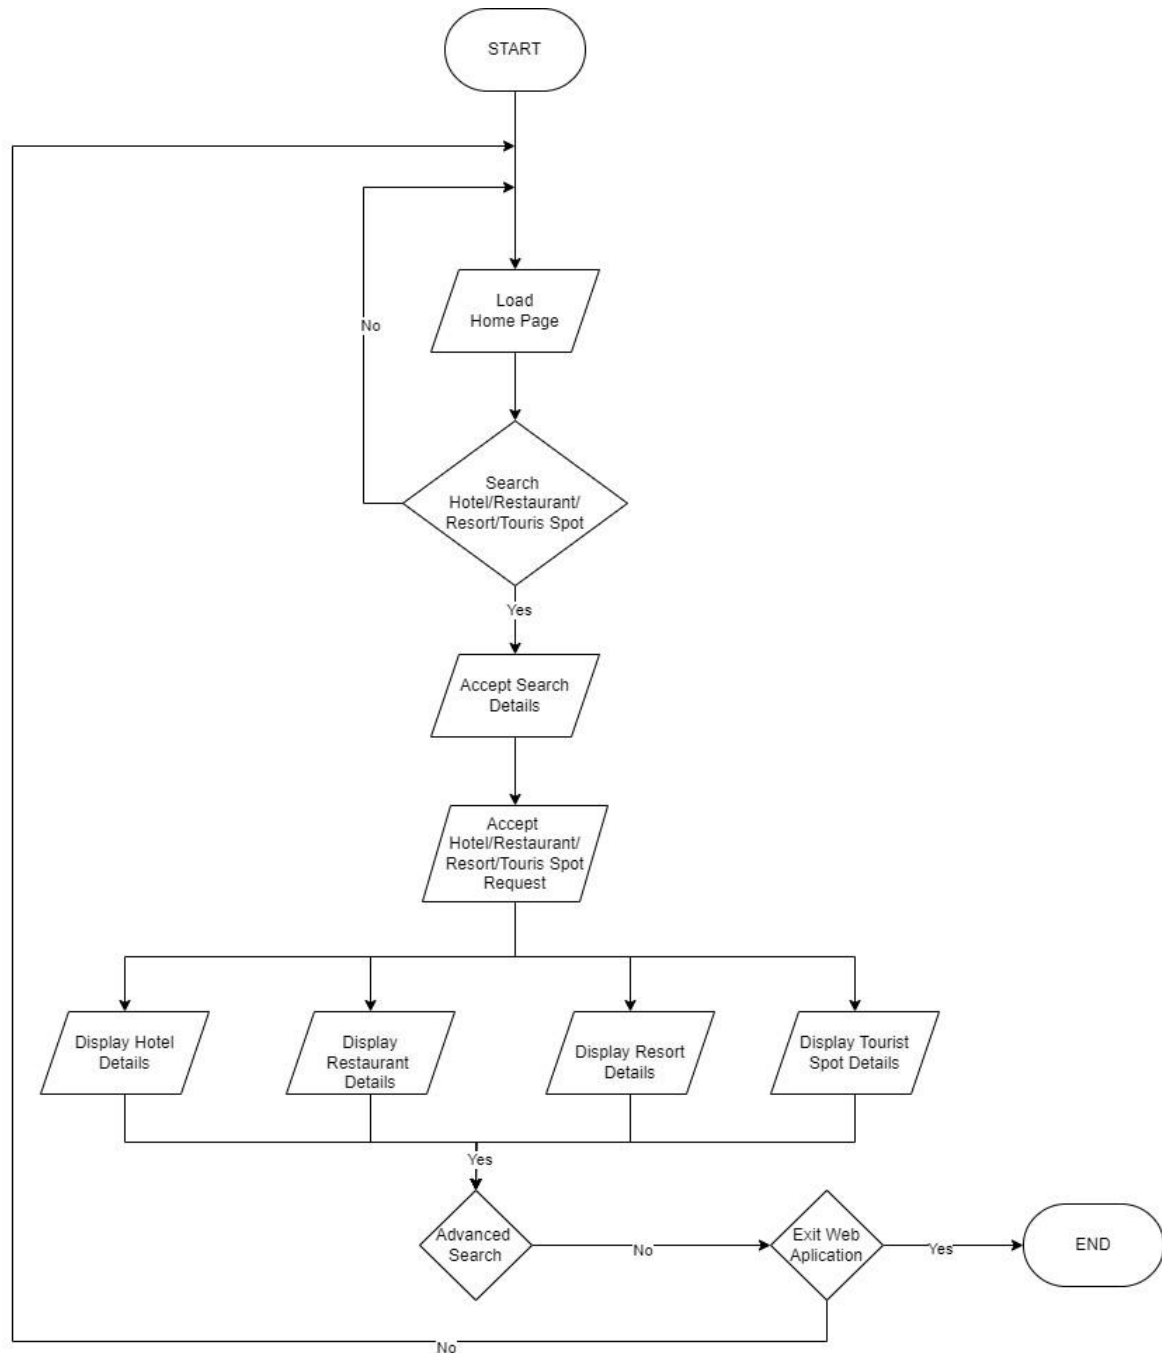 START
Load
Home Page
No
Search
Hotel/Restaurant/
Resort/Touris Spot
Yes
Accept Search
Details
Accept
Hotel/Restaurant/
Resort/Touris Spot
Request
Display Hotel
Details
Display
Restaurant
Details
Display Resort
Details
Display Tourist
Spot Details
Yes
Advanced
Search
No
Exit Web
Aplication
Yes
END
No